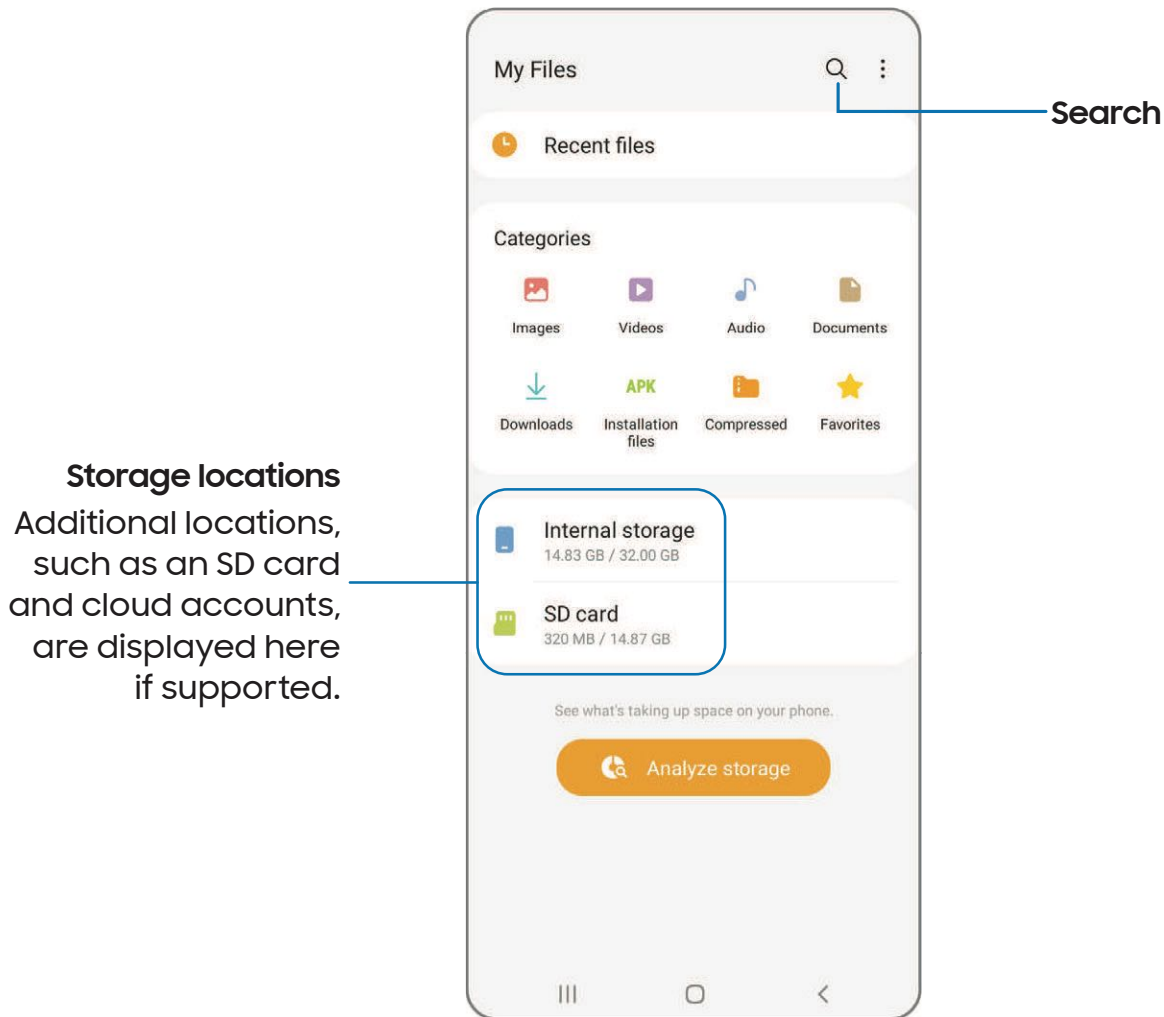 My Files
Search
Recent files
Categories
Images
Videos
Audio
Documents
APK
Downloads
Installation
files
Compressed
Favorites
Storage locations
Additional locations,
such as an SD card
and cloud accounts,
are displayed here
if supported.
Internal storage
14.83 GB / 32.00 GB
SD card
320 MB / 14.87 GB
See what's taking up space on your phone.
Analyze storage